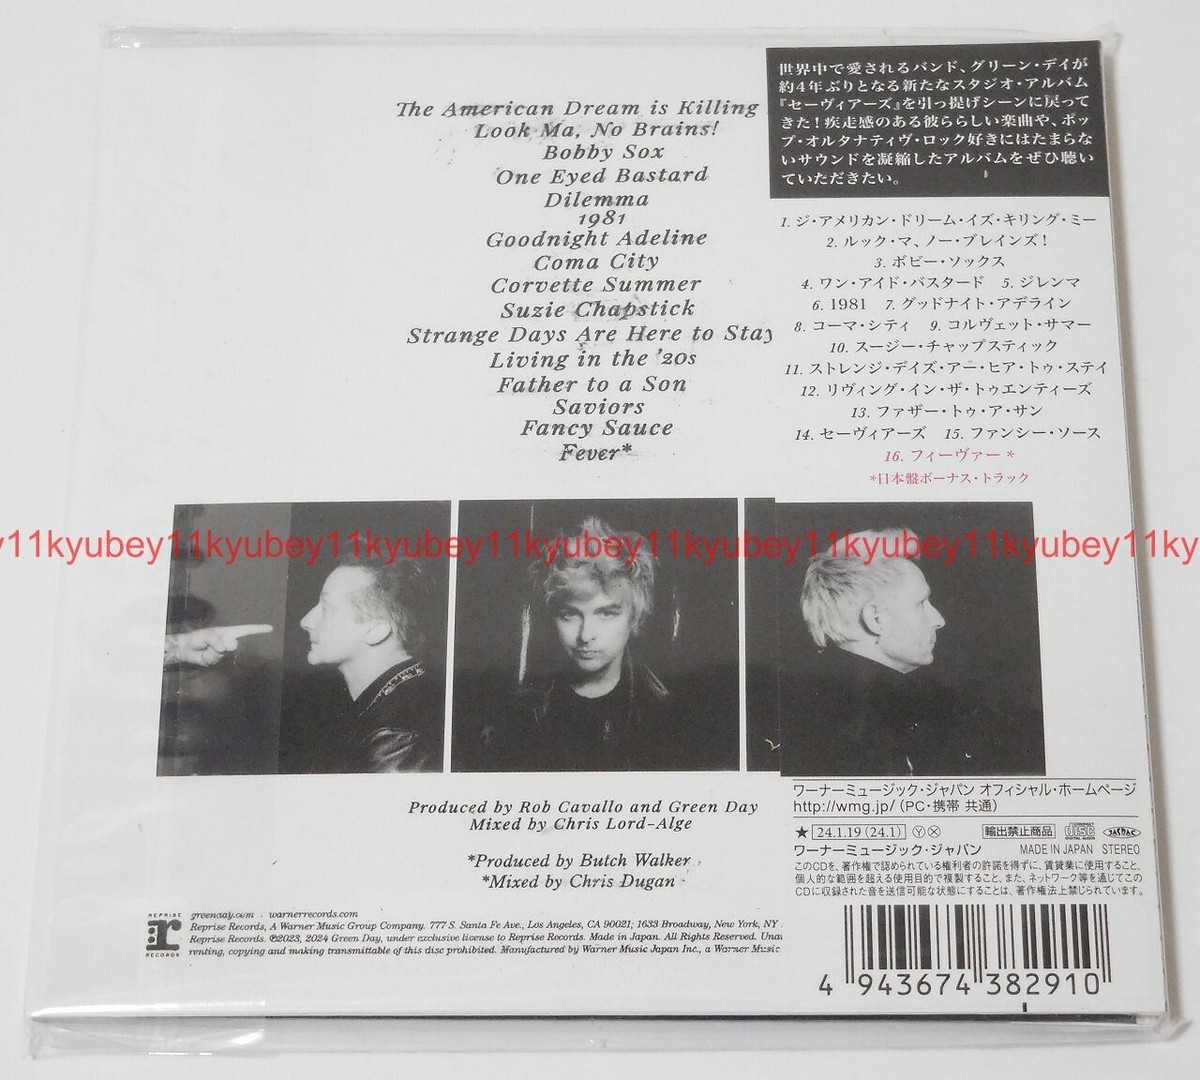 The American Dream is Killing
Look Ma, No Brains!
Bobby Sox
One Eyed Bastard
Dilemma
1981
Goodnight Adeline
Coma City
Corvette Summer
Suzie Chapstick
Strange Days Are Here to Stay
Living in the '20s
Father to a Son
Saviors
Fancy Sauce
Fever*
世界中で愛されるバンド、グリーン・デイが
約4年ぶりとなる新たなスタジオ・アルバム
『セーヴィアーズ』を引っ提げシーンに戻って
きた！疾走感のある彼ららしい楽曲や、ポッ
プ・オルタナティヴ・ロック好きにはたまらな
いサウンドを凝縮したアルバムをぜひ聴い
ていただきたい。
1. ジ・アメリカン・ドリーム・イズ・キリング・ミー
2. ルック・マ、ノー・ブレインズ！
3. ボビー・ソックス
4. ワン・アイド・バスタード 5. ジレンマ
6. 1981 7. グッドナイト・アデライン
8. コーマ・シティ 9. コルヴェット・サマー
10. スージー・チャップスティック
11. ストレンジ・デイズ・アー・ヒア・トゥ・ステイ
12. リヴィング・イン・ザ・トゥエンティーズ
13. ファザー・トゥ・ア・サン
14. セーヴィアーズ 15. ファンシー・ソース
16. フィーヴァー *
*日本盤ボーナス・トラック
y11kyubey11kyubey11kyubey11kyubey11kyubey11kyubey11kyubey11ky
Produced by Rob Cavallo and Green Day
Mixed by Chris Lord-Alge
*Produced by Butch Walker
*Mixed by Chris Dugan
REPRISE
r
RECORDS
greenday.com . warnerrecords.com
Reprise Records, A Warner Music Group Company. 777 S. Santa Fe Ave., Los Angeles, CA 90021; 1633 Broadway, New York, NY
Reprise Records. ℗©2023, 2024 Green Day, under exclusive license to Reprise Records. Made in Japan. All Rights Reserved. Unau
renting, copying and making transmittable of this disc prohibited. Manufactured by Warner Music Japan Inc., a Warner Music
ワーナーミュージック・ジャパン オフィシャル・ホームページ
http://wmg.jp/ (PC・携帯 共通)
★ 24.1.19 (24.1) Ⓨ Ⓧ 輸出禁止商品 COMPACT disc DIGITAL AUDIO JASRAC
ワーナーミュージック・ジャパン MADE IN JAPAN STEREO
このCDを、著作権で認められている権利者の許諾を得ずに、賃貸業に使用すること、
個人的な範囲を超える使用目的で複製すること、また、ネットワーク等を通じてこの
CDに収録された音を送信可能な状態にすることは、著作権法上禁じられています。
4 943674 382910